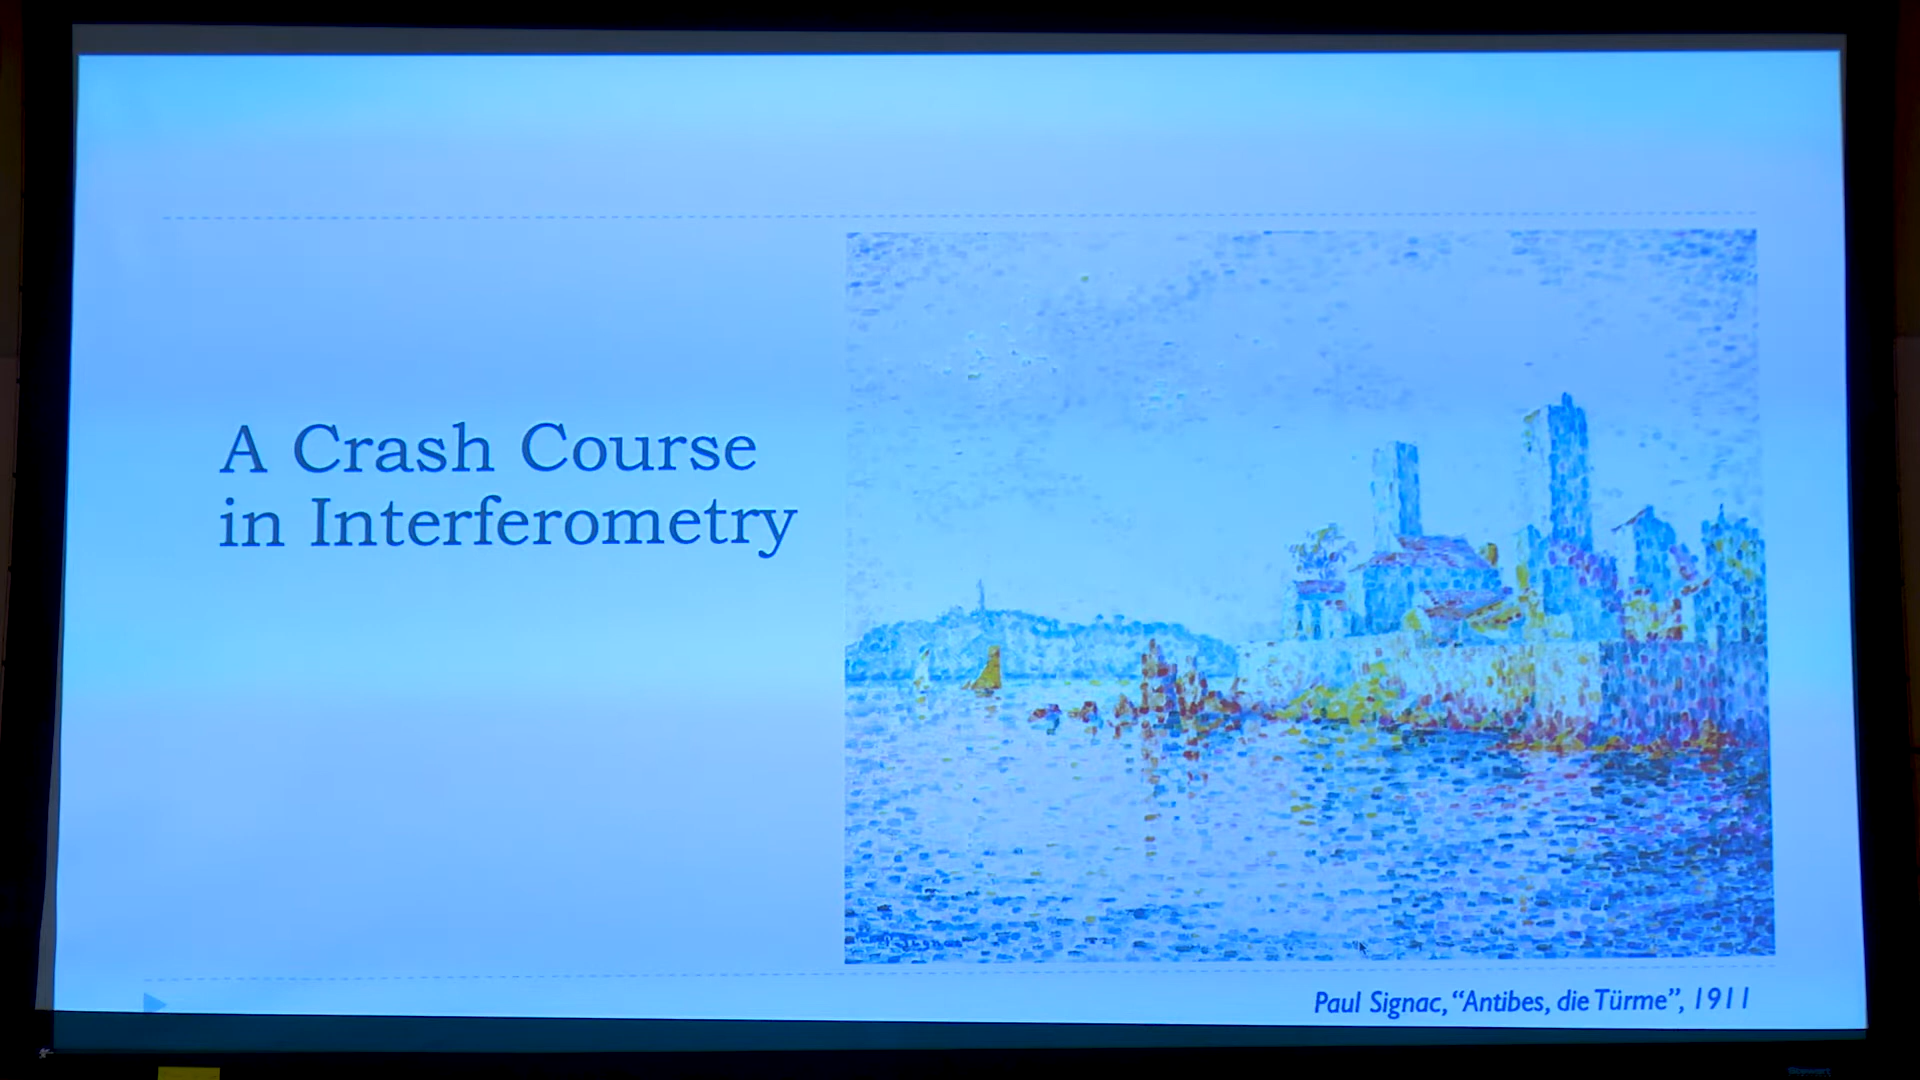 A Crash Course
in Interferometry
Paul Signac, “Antibes, die Türme”, 1911